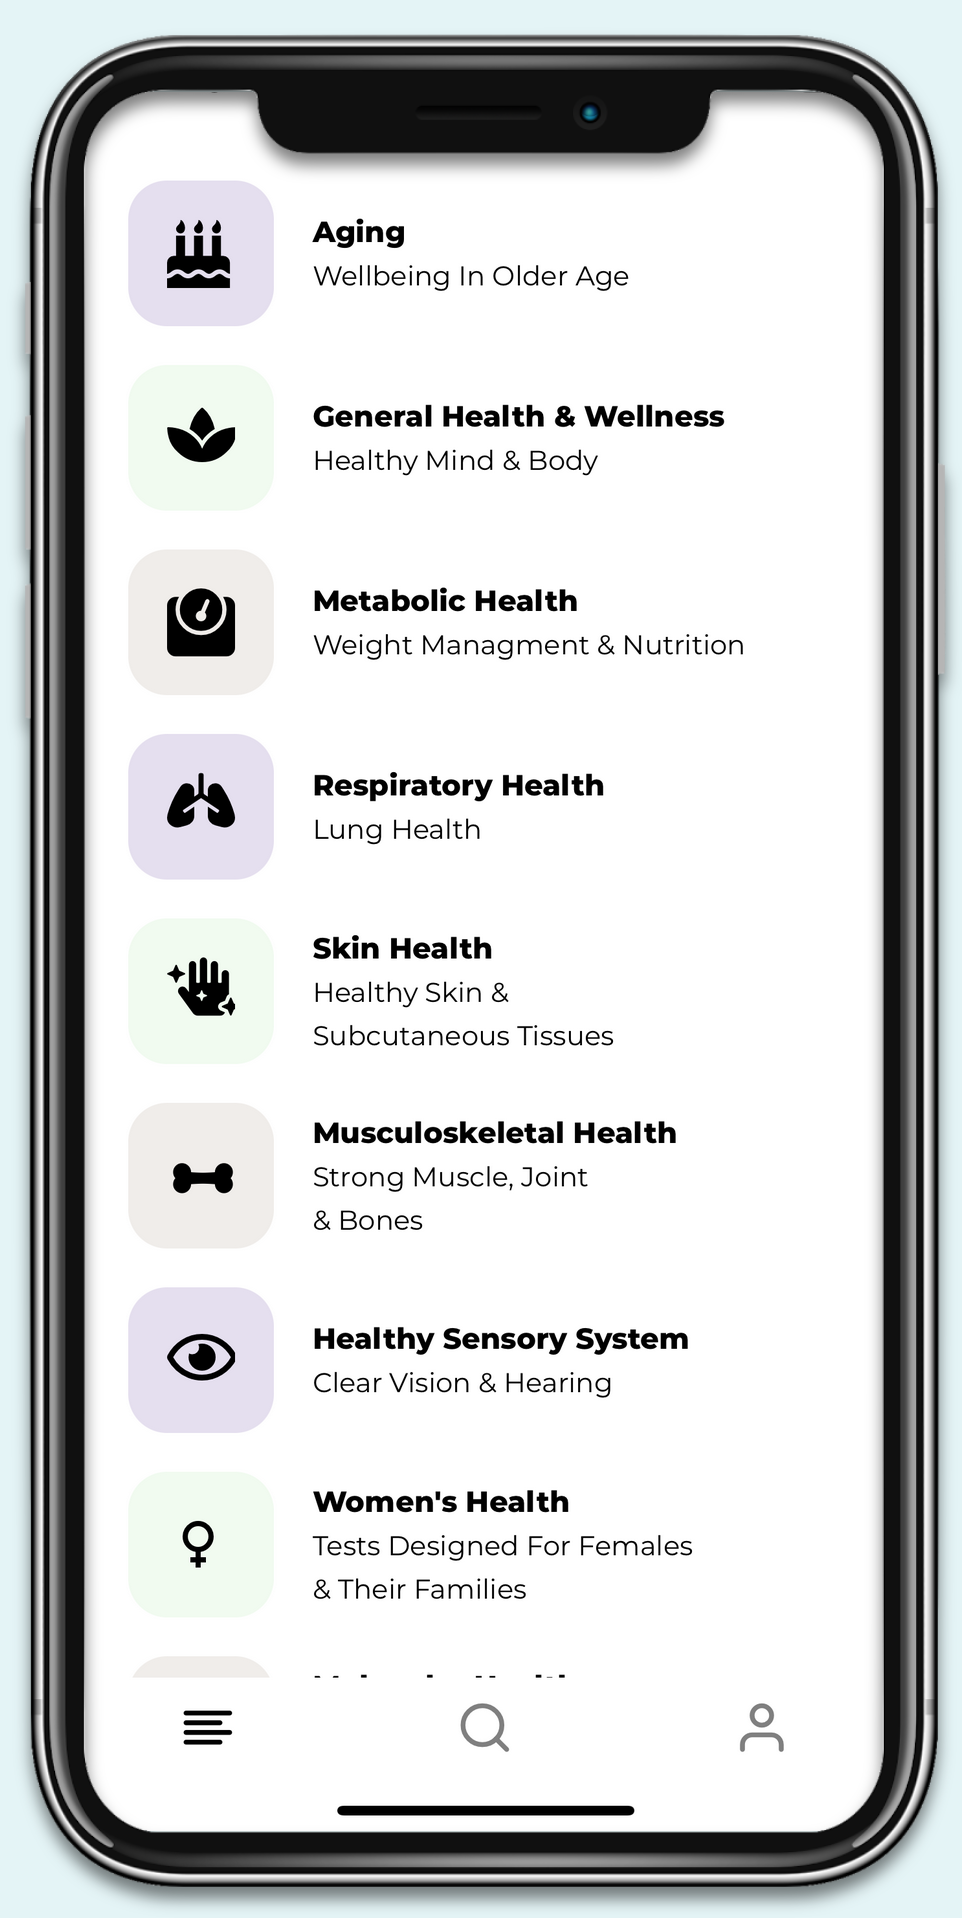 Aging
Wellbeing In Older Age
General Health & Wellness
Healthy Mind & Body
Metabolic Health
Weight Managment & Nutrition
Respiratory Health
Lung Health
Skin Health
Healthy Skin &
Subcutaneous Tissues
Musculoskeletal Health
Strong Muscle, Joint
& Bones
Healthy Sensory System
Clear Vision & Hearing
Women's Health
Tests Designed For Females
& Their Families